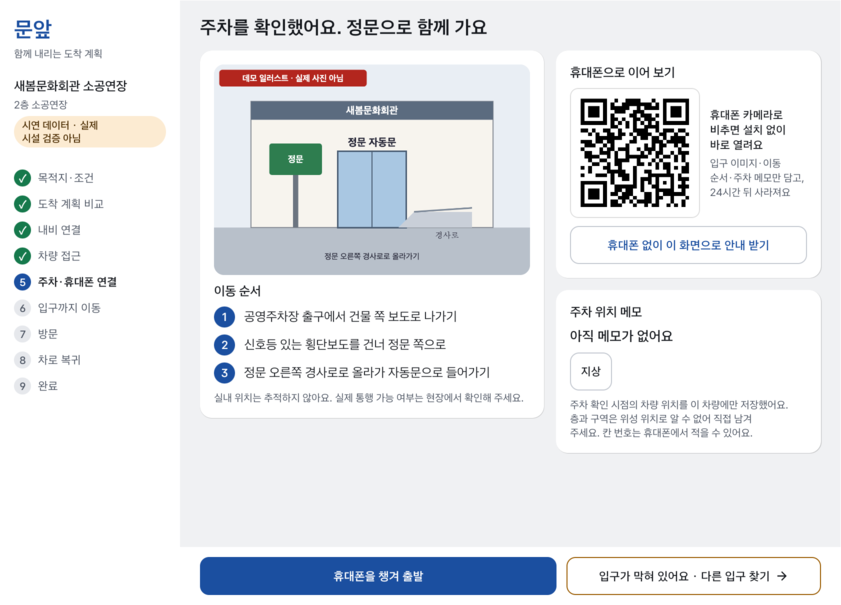 문앞
함께 내리는 도착 계획
새봄문화회관 소공연장
2층 소공연장
시연 데이터 · 실제
시설 검증 아님
목적지·조건
도착 계획 비교
내비 연결
차량 접근
5 주차·휴대폰 연결
6 입구까지 이동
7 방문
8 차로 복귀
9 완료
주차를 확인했어요. 정문으로 함께 가요
데모 일러스트 · 실제 사진 아님
새봄문화회관
정문 자동문
정문
경사로
정문 오른쪽 경사로로 올라가기
이동 순서
1 공영주차장 출구에서 건물 쪽 보도로 나가기
2 신호등 있는 횡단보도를 건너 정문 쪽으로
3 정문 오른쪽 경사로로 올라가 자동문으로 들어가기
실내 위치는 추적하지 않아요. 실제 통행 가능 여부는 현장에서 확인해 주세요.
휴대폰으로 이어 보기
휴대폰 카메라로
비추면 설치 없이
바로 열려요
입구 이미지·이동
순서·주차 메모만 담고,
24시간 뒤 사라져요
휴대폰 없이 이 화면으로 안내 받기
주차 위치 메모
아직 메모가 없어요
지상
주차 확인 시점의 차량 위치를 이 차량에만 저장했어요.
층과 구역은 위성 위치로 알 수 없어 직접 남겨
주세요. 칸 번호는 휴대폰에서 적을 수 있어요.
휴대폰을 챙겨 출발
입구가 막혀 있어요 · 다른 입구 찾기 →